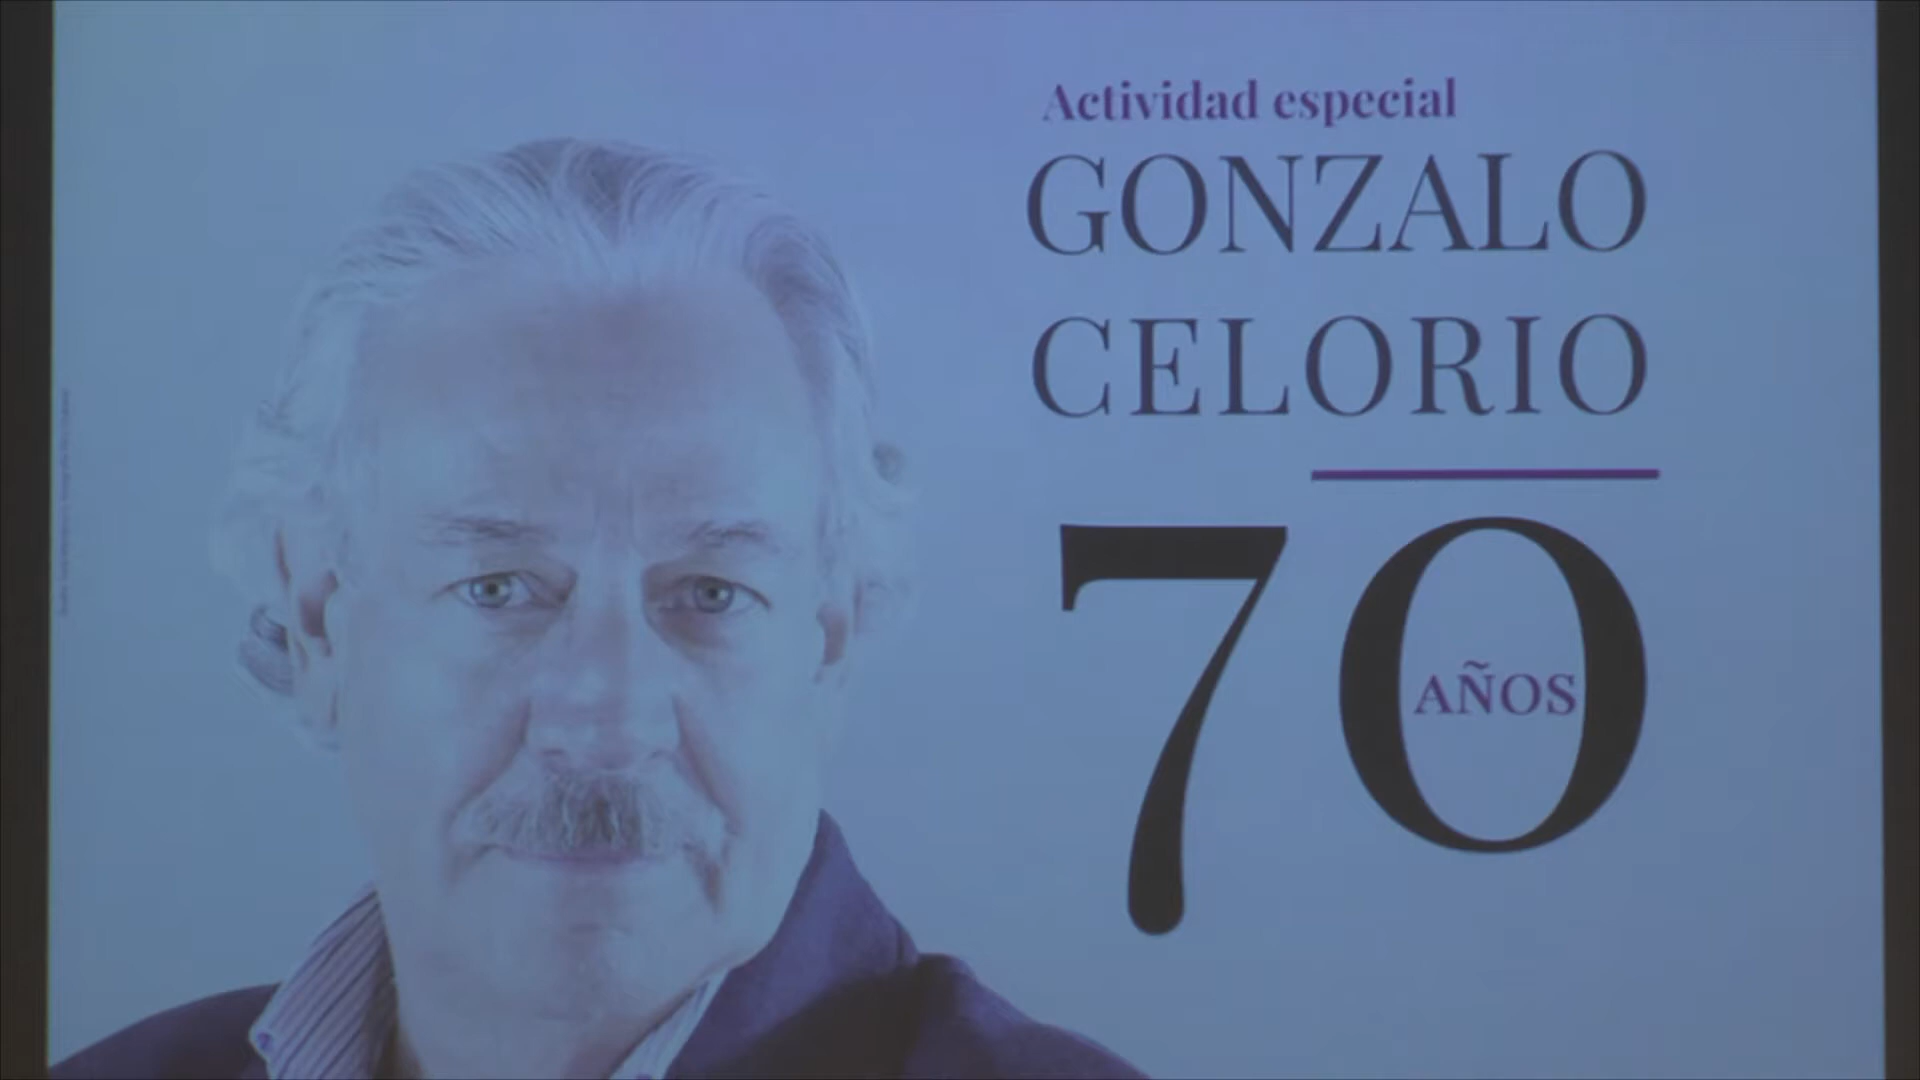 Actividad especial
GONZALO
CELORIO
70
AÑOS